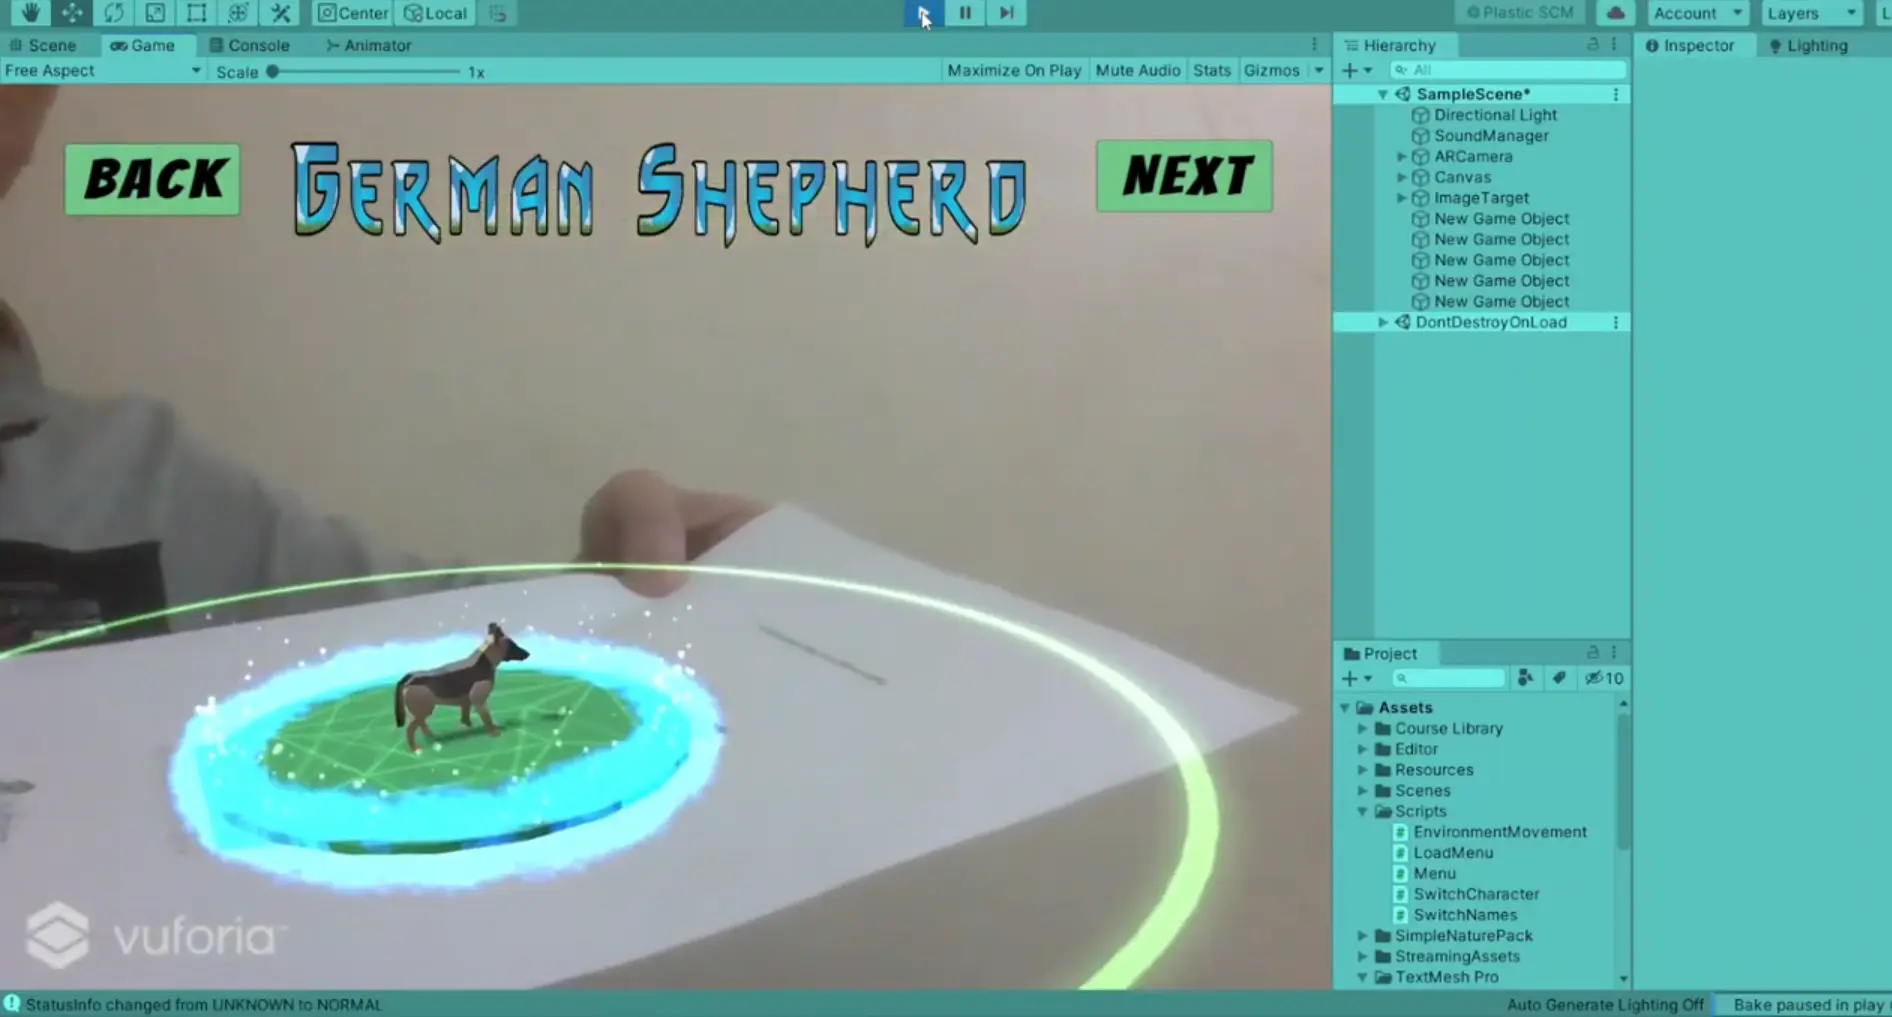 Center Local Plastic SCM Account Layers L
Scene Game Console Animator
Free Aspect Scale 1x Maximize On Play Mute Audio Stats Gizmos
BACK GERMAN SHEPHERD NEXT
vuforia
Hierarchy
All
SampleScene*
Directional Light
SoundManager
ARCamera
Canvas
ImageTarget
New Game Object
New Game Object
New Game Object
New Game Object
New Game Object
DontDestroyOnLoad
Project
10
Assets
Course Library
Editor
Resources
Scenes
Scripts
EnvironmentMovement
LoadMenu
Menu
SwitchCharacter
SwitchNames
SimpleNaturePack
StreamingAssets
TextMesh Pro
Inspector Lighting
StatusInfo changed from UNKNOWN to NORMAL Auto Generate Lighting Off Bake paused in play